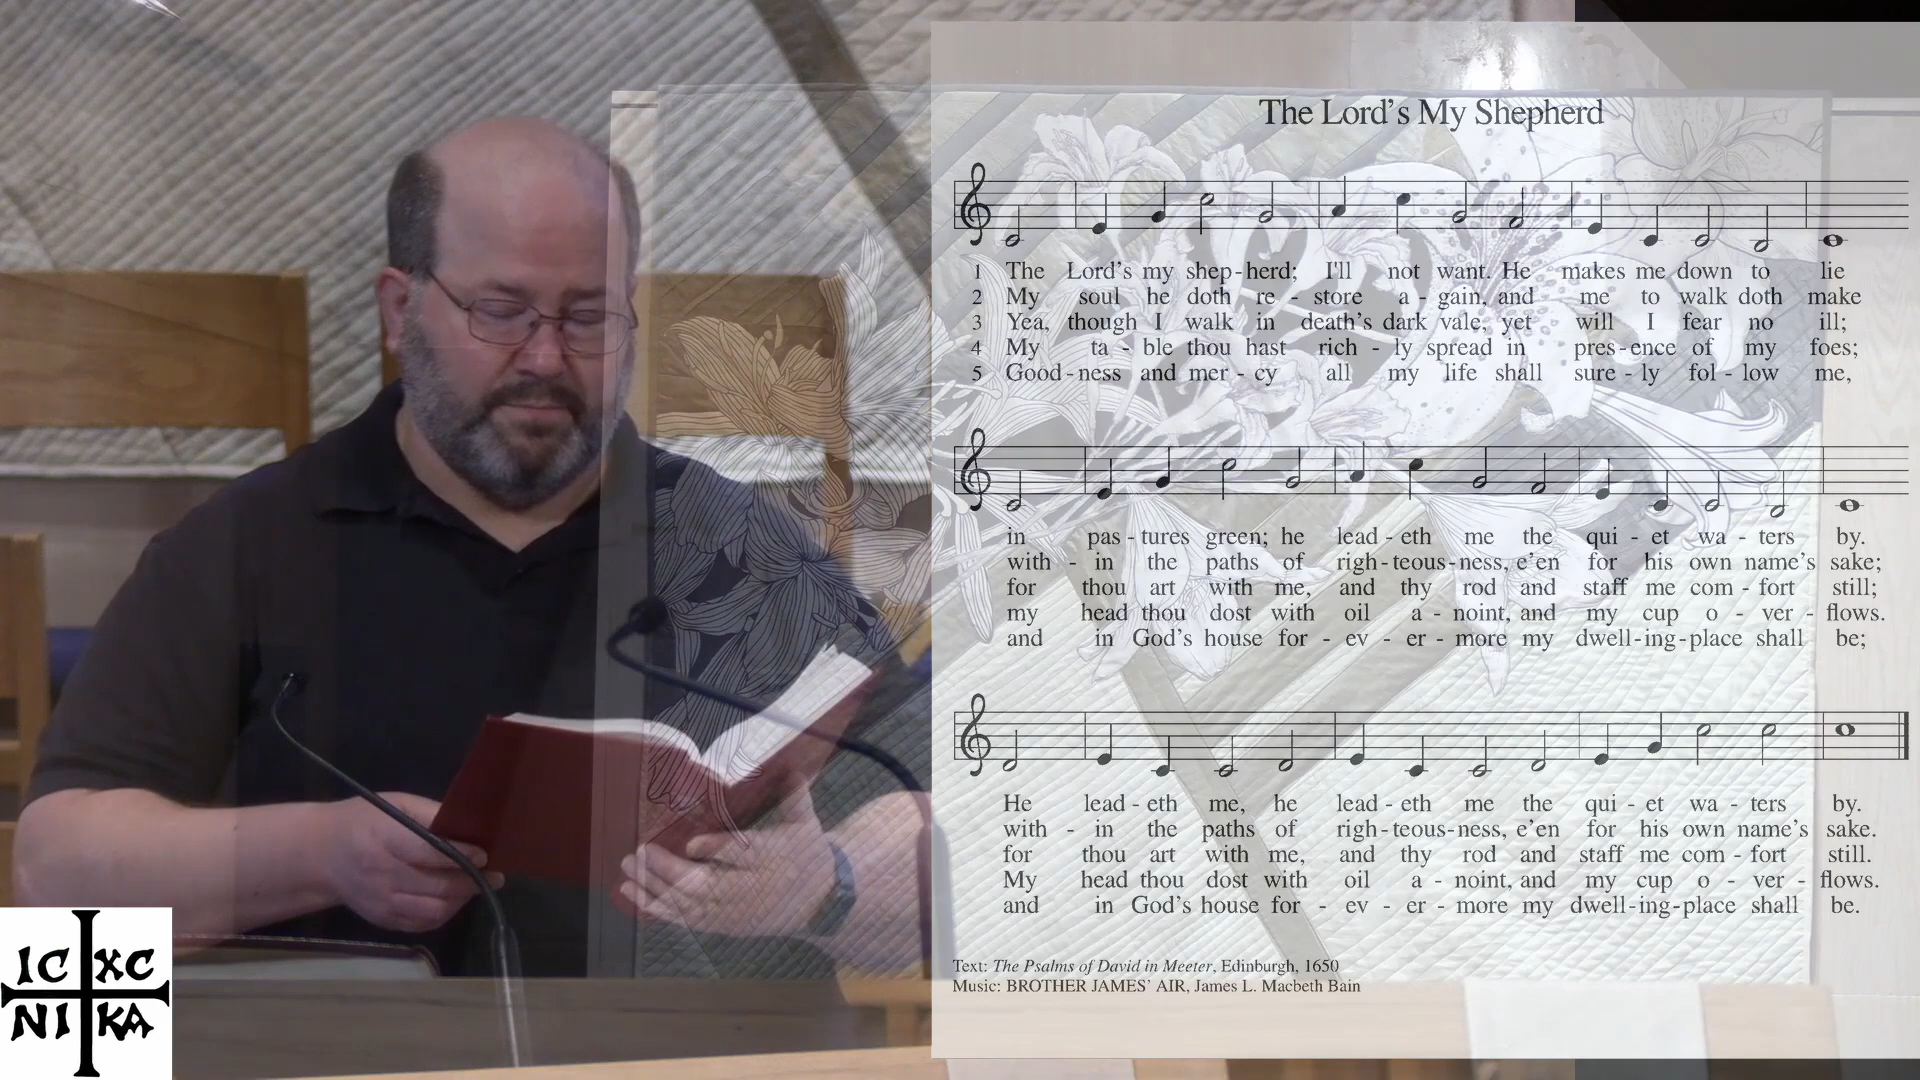 The Lord's My Shepherd
1 The Lord's my shep - herd; I'll not want. He makes me down to lie
2 My soul he doth re - store a - gain, and me to walk doth make
3 Yea, though I walk in death's dark vale, yet will I fear no ill;
4 My ta - ble thou hast rich - ly spread in pres - ence of my foes;
5 Good - ness and mer - cy all my life shall sure - ly fol - low me,
in pas - tures green; he lead - eth me the qui - et wa - ters by.
with - in the paths of righ - teous - ness, e'en for his own name's sake;
for thou art with me, and thy rod and staff me com - fort still;
my head thou dost with oil a - noint, and my cup o - ver - flows.
and in God's house for - ev - er - more my dwell - ing - place shall be;
He lead - eth me, he lead - eth me the qui - et wa - ters by.
with - in the paths of righ - teous - ness, e'en for his own name's sake.
for thou art with me, and thy rod and staff me com - fort still.
My head thou dost with oil a - noint, and my cup o - ver - flows.
and in God's house for - ev - er - more my dwell - ing - place shall be.
Text: The Psalms of David in Meeter, Edinburgh, 1650
Music: BROTHER JAMES' AIR, James L. Macbeth Bain
IC XC
NI KA